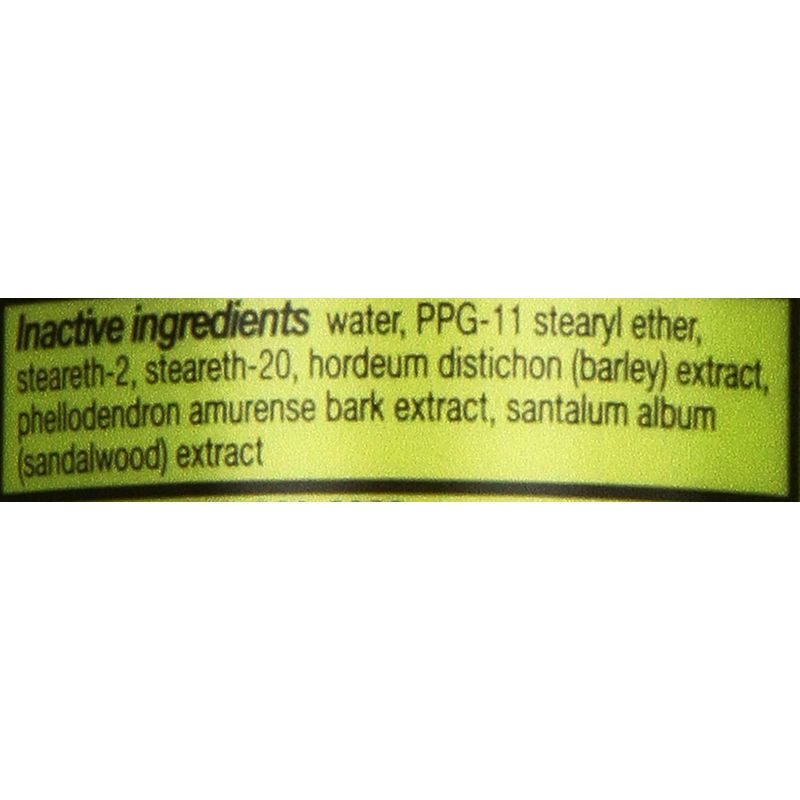 Inactive ingredients water, PPG-11 stearyl ether,
steareth-2, steareth-20, hordeum distichon (barley) extract,
phellodendron amurense bark extract, santalum album
(sandalwood) extract